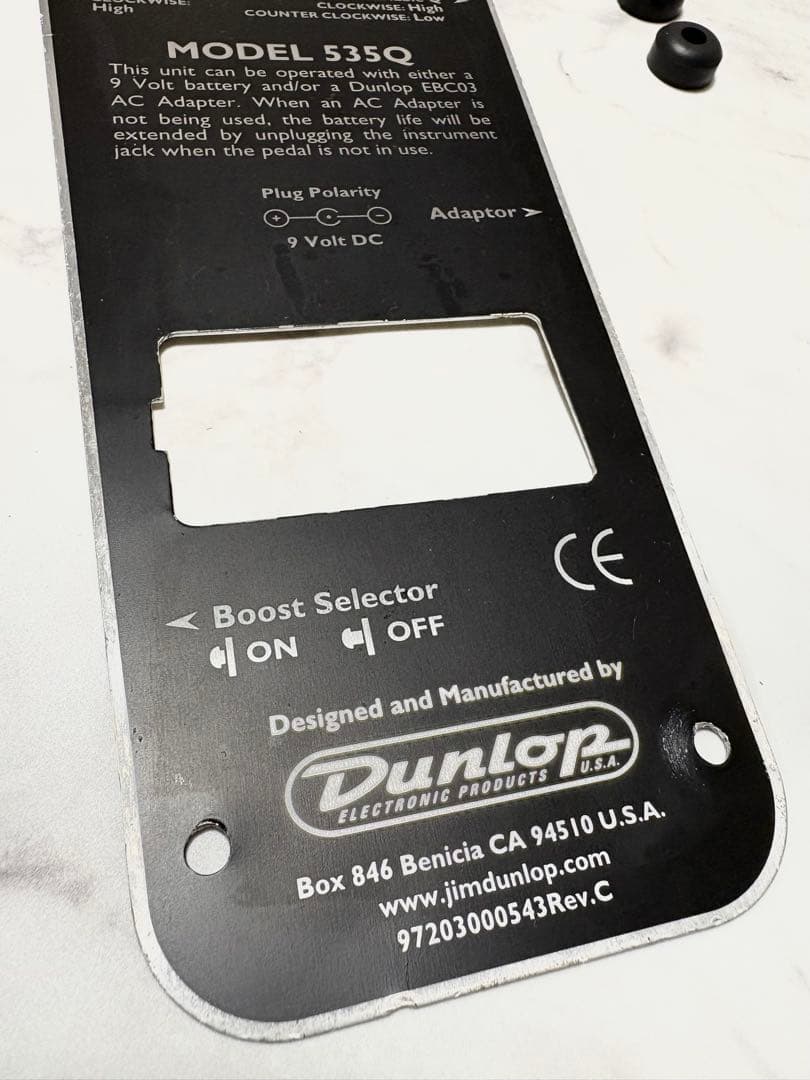 High
CLOCKWISE: High
COUNTER CLOCKWISE: Low
MODEL 535Q
This unit can be operated with either a
9 Volt battery and/or a Dunlop EBC03
AC Adapter. When an AC Adapter is
not being used, the battery life will be
extended by unplugging the instrument
jack when the pedal is not in use.
Plug Polarity
Adaptor
9 Volt DC
CE
Boost Selector
ON OFF
Designed and Manufactured by
DUNLOP
ELECTRONIC PRODUCTS U.S.A.
Box 846 Benicia CA 94510 U.S.A.
www.jimdunlop.com
97203000543Rev.C